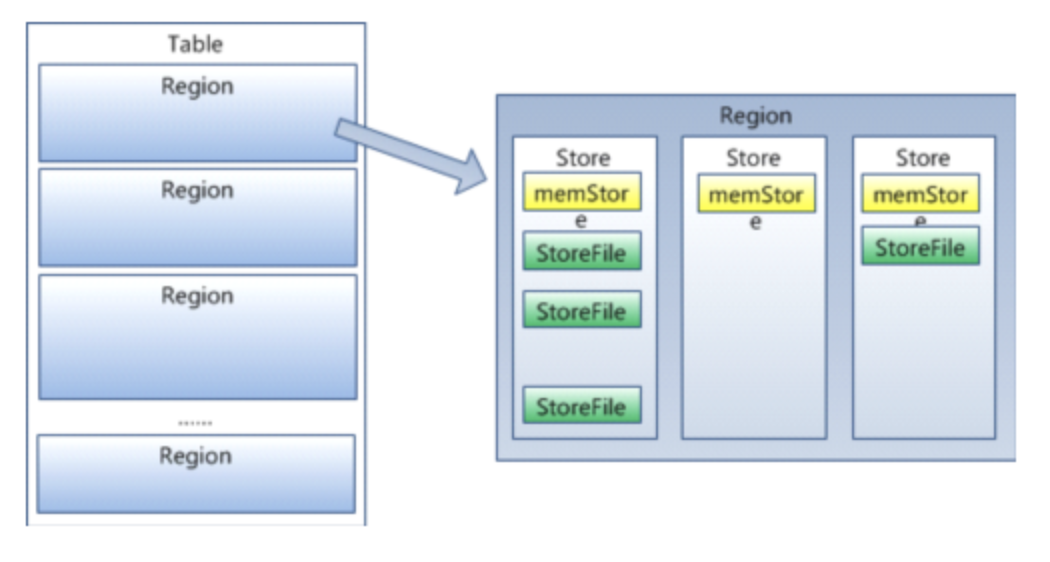 Table
Region
Region
Region
......
Region
Region
Store
memStor
e
StoreFile
StoreFile
StoreFile
Store
memStor
e
Store
memStor
e
StoreFile